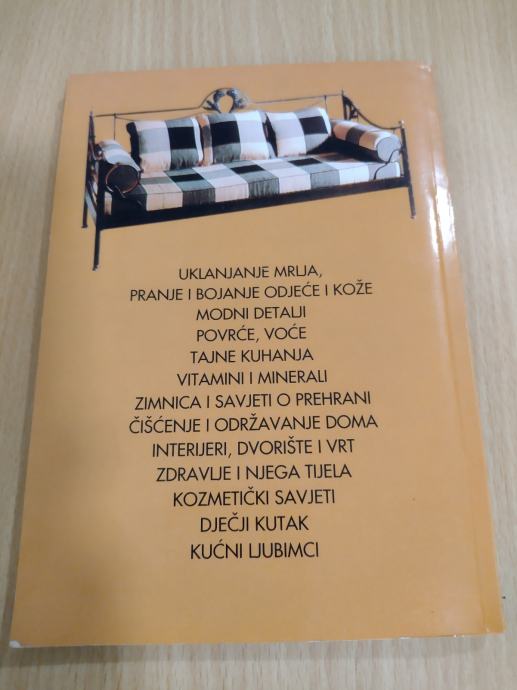 UKLANJANJE MRLJA,
PRANJE I BOJANJE ODJEĆE I KOŽE
MODNI DETALJI
POVRĆE, VOĆE
TAJNE KUHANJA
VITAMINI I MINERALI
ZIMNICA I SAVJETI O PREHRANI
ČIŠĆENJE I ODRŽAVANJE DOMA
INTERIJERI, DVORIŠTE I VRT
ZDRAVLJE I NJEGA TIJELA
KOZMETIČKI SAVJETI
DJEČJI KUTAK
KUĆNI LJUBIMCI